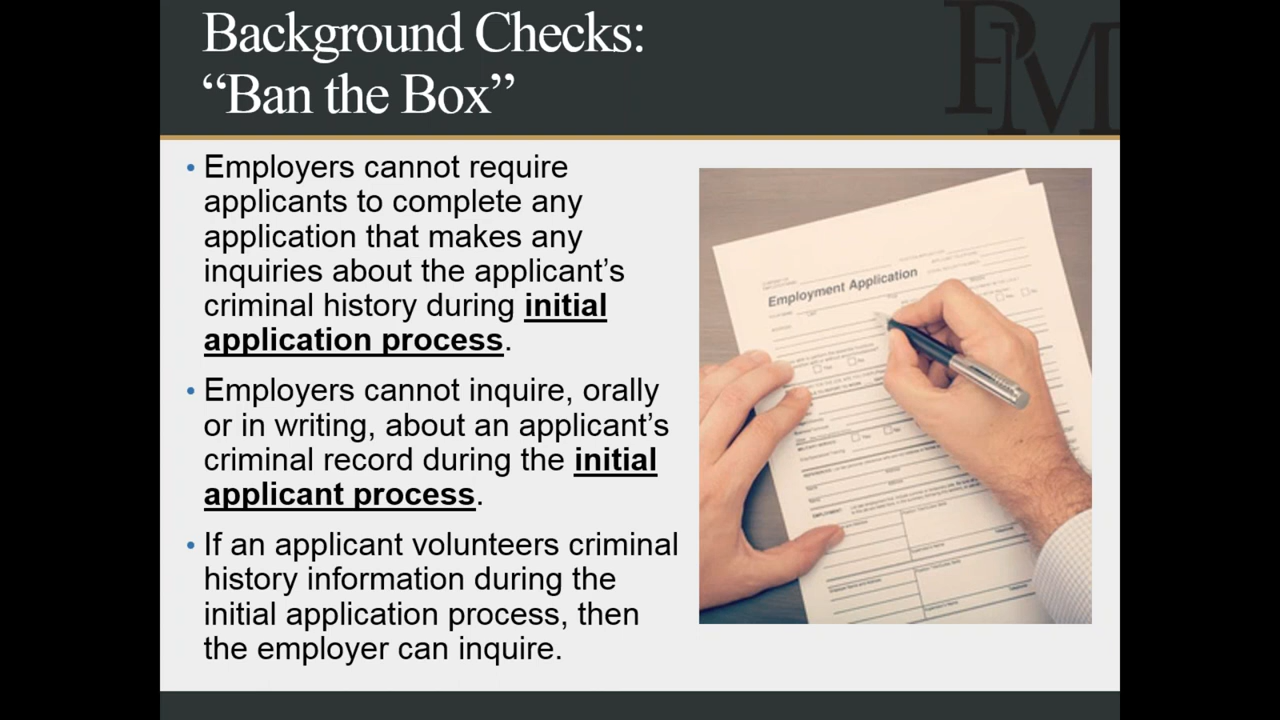 Background Checks:
“Ban the Box”
PM
• Employers cannot require
applicants to complete any
application that makes any
inquiries about the applicant’s
criminal history during initial
application process.
• Employers cannot inquire, orally
or in writing, about an applicant’s
criminal record during the initial
applicant process.
• If an applicant volunteers criminal
history information during the
initial application process, then
the employer can inquire.
Employment Application